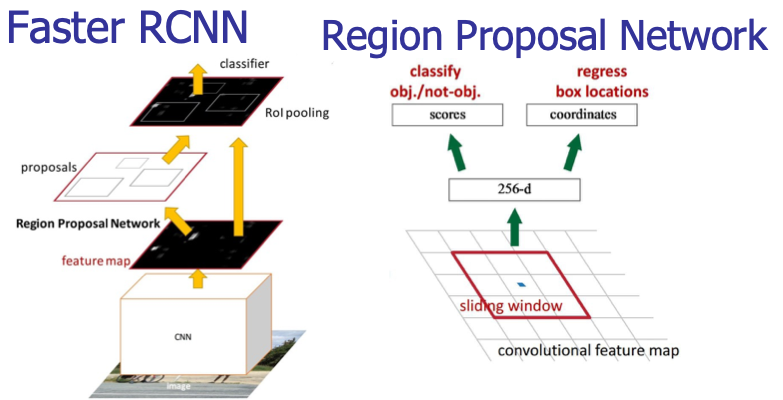 Faster RCNN
classifier
RoI pooling
proposals
Region Proposal Network
feature map
CNN
image
Region Proposal Network
classify
obj./not-obj.
regress
box locations
scores
coordinates
256-d
sliding window
convolutional feature map